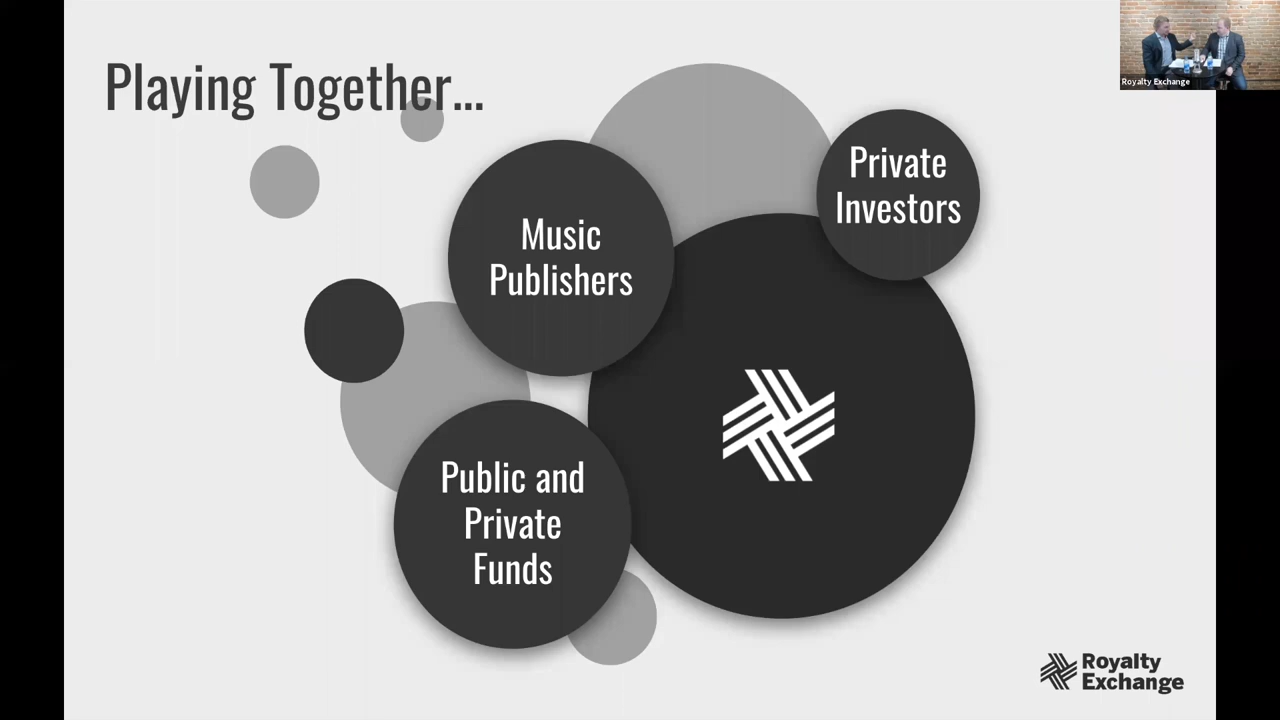 Playing Together...
Royalty Exchange
Private
Investors
Music
Publishers
Public and
Private
Funds
Royalty
Exchange